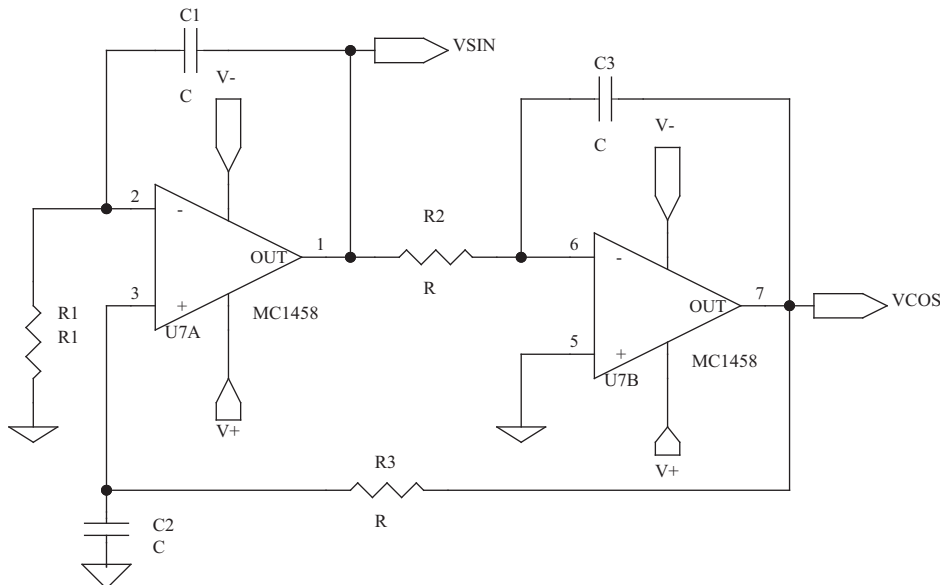 C1
VSIN
C
V-
C3
V-
C
2
-
R2
1
6
OUT
-
R
3
+
MC1458
7
VCOS
OUT
R1
R1
U7A
5
+
MC1458
U7B
V+
V+
R3
R
C2
C